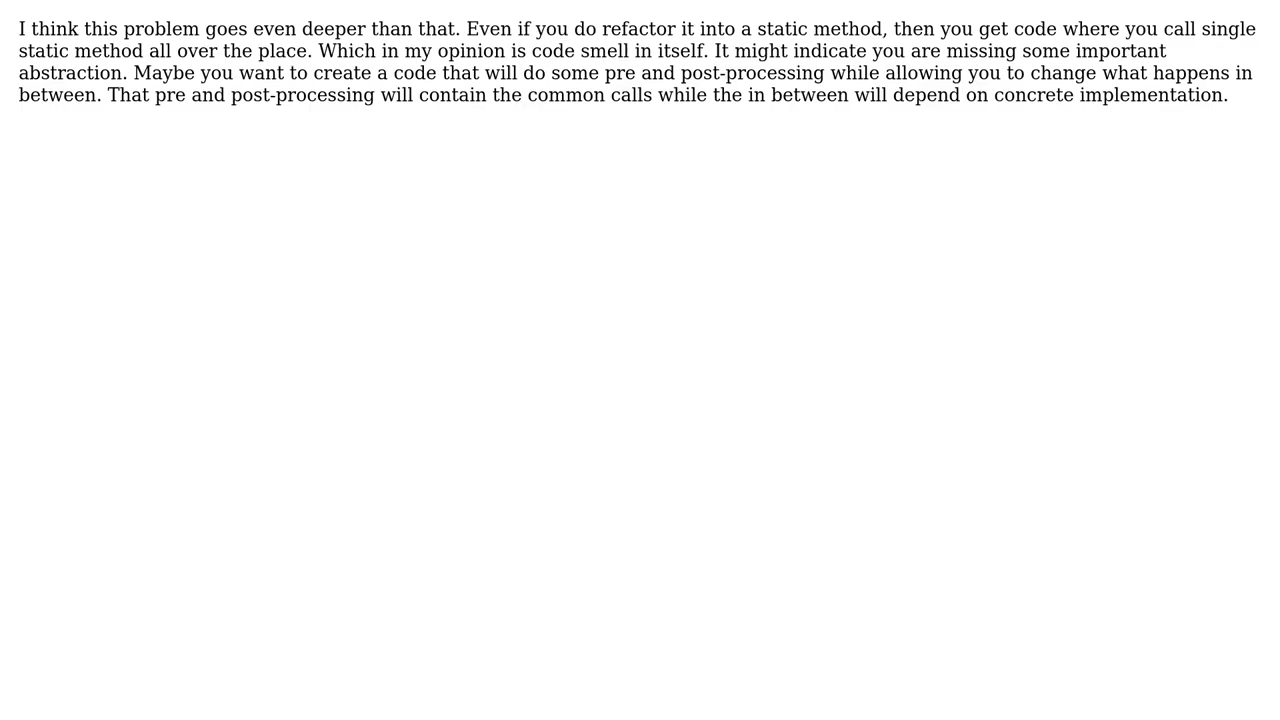 I think this problem goes even deeper than that. Even if you do refactor it into a static method, then you get code where you call single
static method all over the place. Which in my opinion is code smell in itself. It might indicate you are missing some important
abstraction. Maybe you want to create a code that will do some pre and post-processing while allowing you to change what happens in
between. That pre and post-processing will contain the common calls while the in between will depend on concrete implementation.